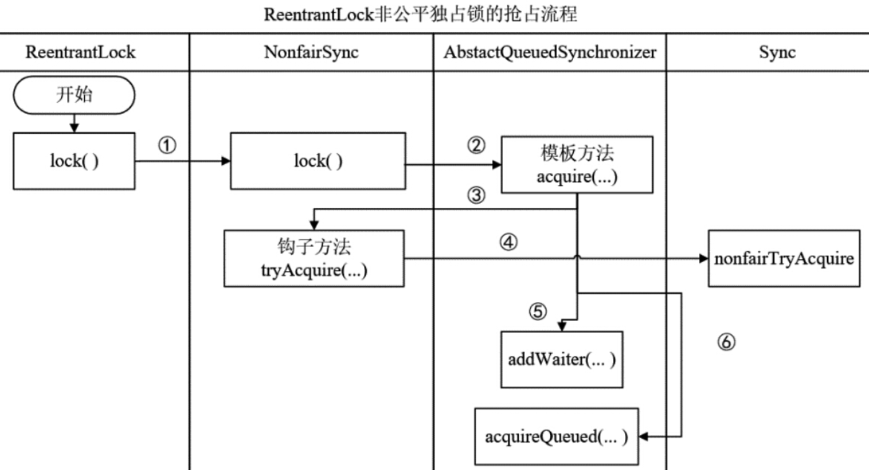 ReentrantLock非公平独占锁的抢占流程
ReentrantLock
NonfairSync
AbstactQueuedSynchronizer
Sync
开始
lock( )
①
lock( )
②
模板方法
acquire(...)
③
钩子方法
tryAcquire(...)
④
nonfairTryAcquire
⑤
addWaiter(... )
⑥
acquireQueued(... )